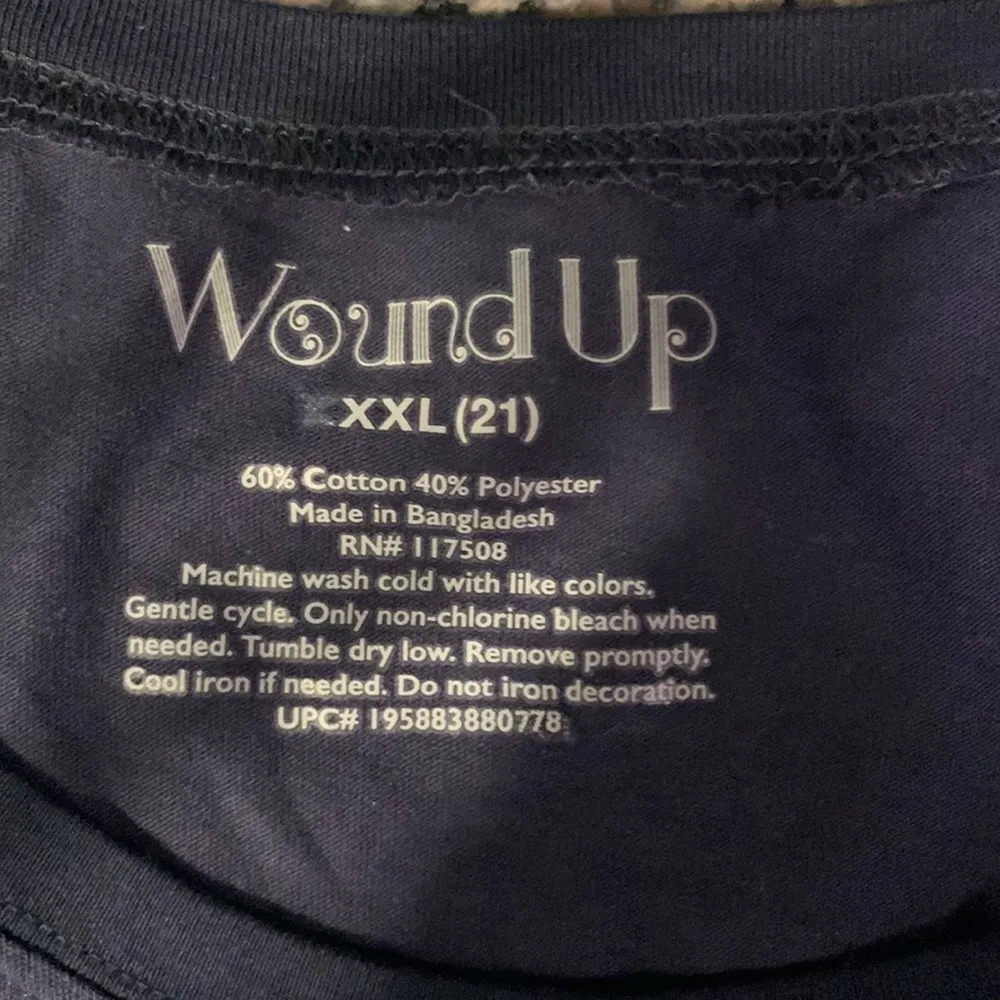 Wound Up
XXL (21)
60% Cotton 40% Polyester
Made in Bangladesh
RN# 117508
Machine wash cold with like colors.
Gentle cycle. Only non-chlorine bleach when
needed. Tumble dry low. Remove promptly.
Cool iron if needed. Do not iron decoration.
UPC# 195883880778